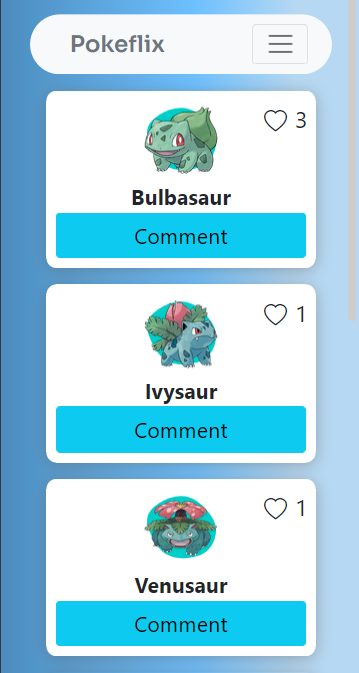 Pokeflix
3
Bulbasaur
Comment
1
Ivysaur
Comment
1
Venusaur
Comment